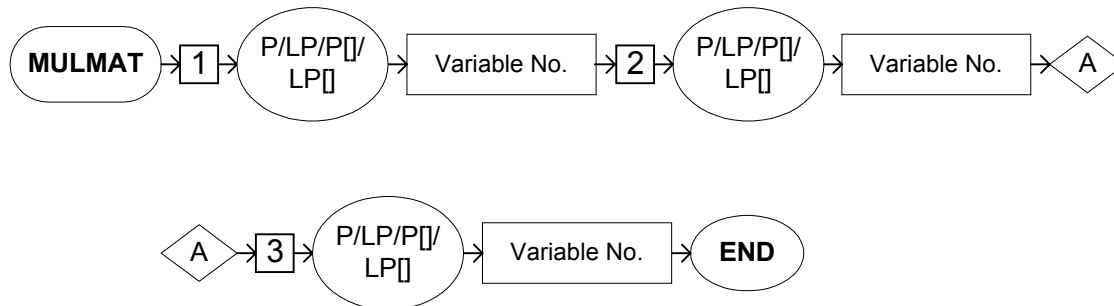 MULMAT 1 P/LP/P[]/ LP[] Variable No. 2 P/LP/P[]/ LP[] Variable No. A
A 3 P/LP/P[]/ LP[] Variable No. END